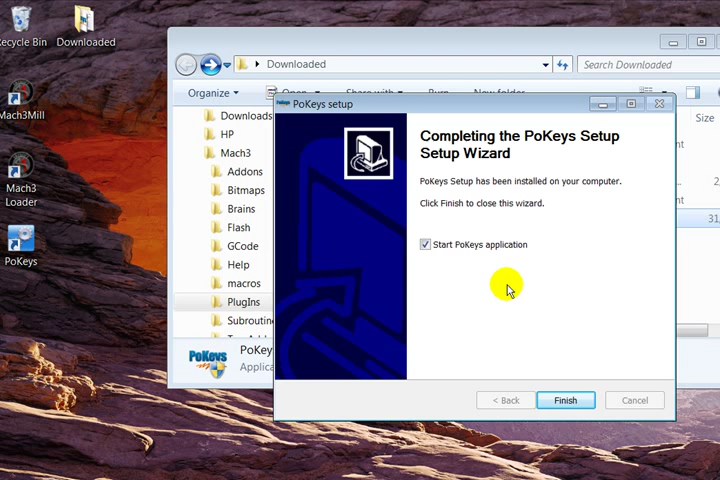 Recycle Bin
Downloaded
Mach3Mill
Mach3
Loader
PoKeys
Downloaded
Search Downloaded
Organize
Open
Share with
Burn
New folder
Downloads
HP
Mach3
Addons
Bitmaps
Brains
Flash
GCode
Help
macros
PlugIns
Subroutin
Size
31,
PoKeys
PoKey
Applica
PoKeys setup
Completing the PoKeys Setup
Setup Wizard
PoKeys Setup has been installed on your computer.
Click Finish to close this wizard.
Start PoKeys application
< Back
Finish
Cancel